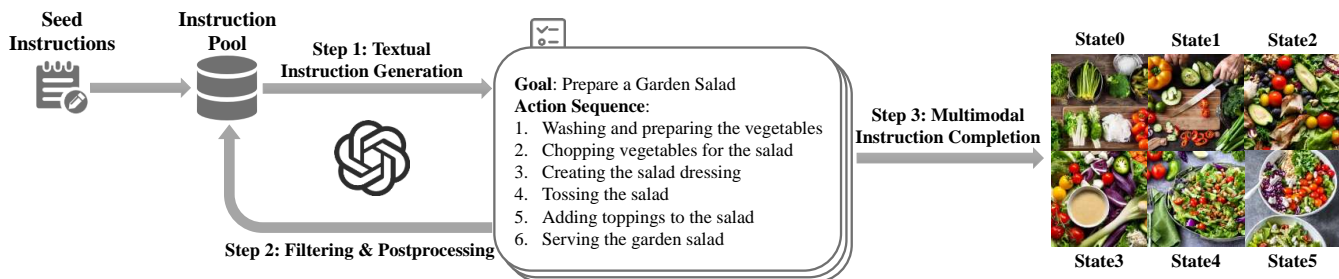 Seed
Instructions
Instruction
Pool
Step 1: Textual
Instruction Generation
Step 2: Filtering & Postprocessing
Goal: Prepare a Garden Salad
Action Sequence:
1. Washing and preparing the vegetables
2. Chopping vegetables for the salad
3. Creating the salad dressing
4. Tossing the salad
5. Adding toppings to the salad
6. Serving the garden salad
Step 3: Multimodal
Instruction Completion
State0 State1 State2
State3 State4 State5